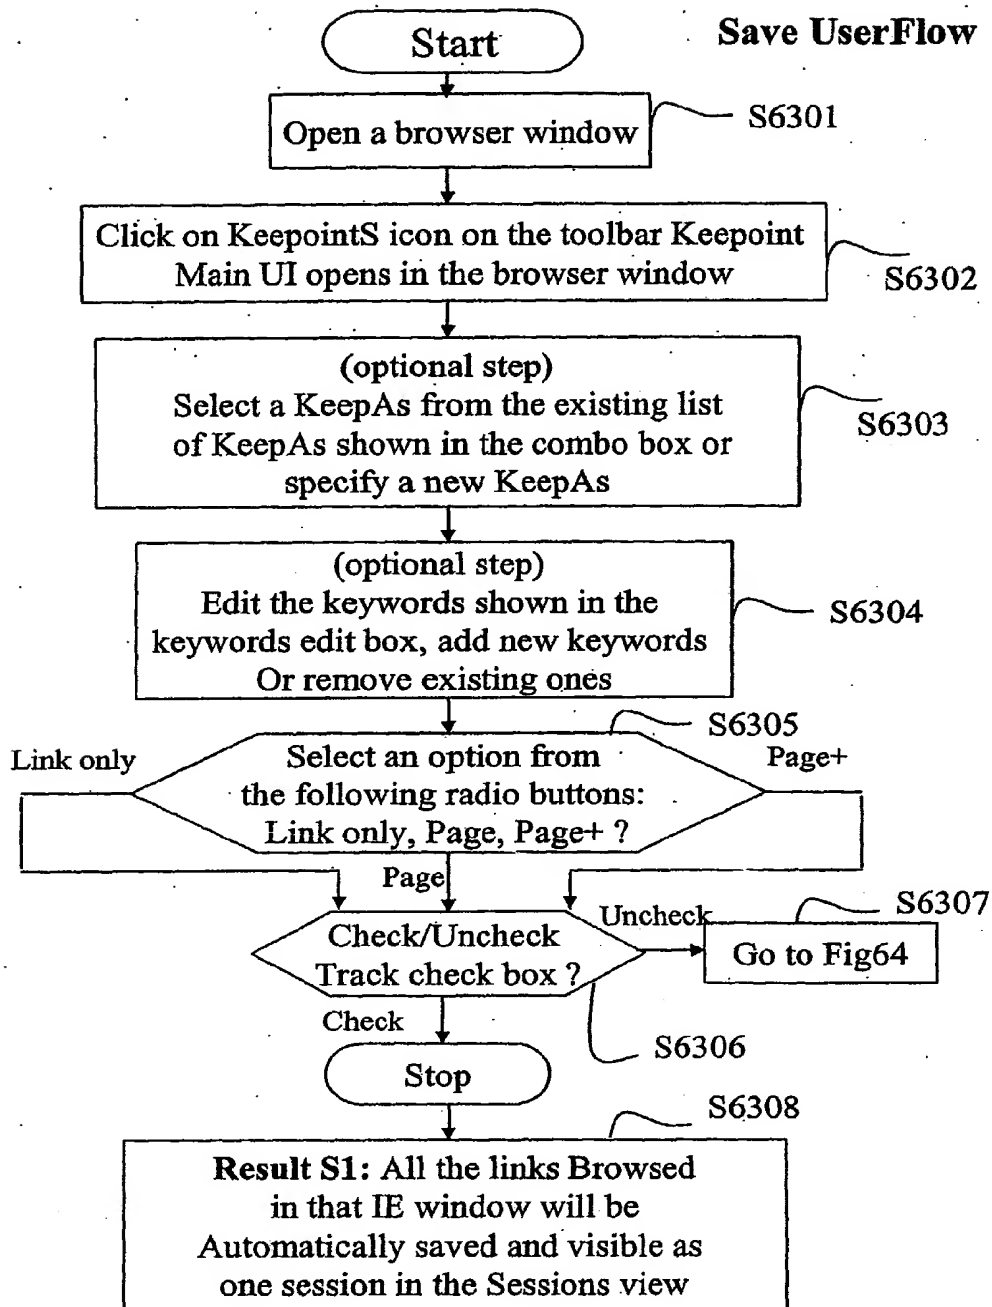 Save UserFlow
Start
Open a browser window
S6301
Click on KeepointS icon on the toolbar Keepoint
Main UI opens in the browser window
S6302
(optional step)
Select a KeepAs from the existing list
of KeepAs shown in the combo box or
specify a new KeepAs
S6303
(optional step)
Edit the keywords shown in the
keywords edit box, add new keywords
Or remove existing ones
S6304
S6305
Link only
Select an option from
the following radio buttons:
Link only, Page, Page+ ?
Page+
Page
Check/Uncheck
Track check box ?
Uncheck
S6307
Go to Fig64
S6306
Check
Stop
S6308
Result S1: All the links Browsed
in that IE window will be
Automatically saved and visible as
one session in the Sessions view